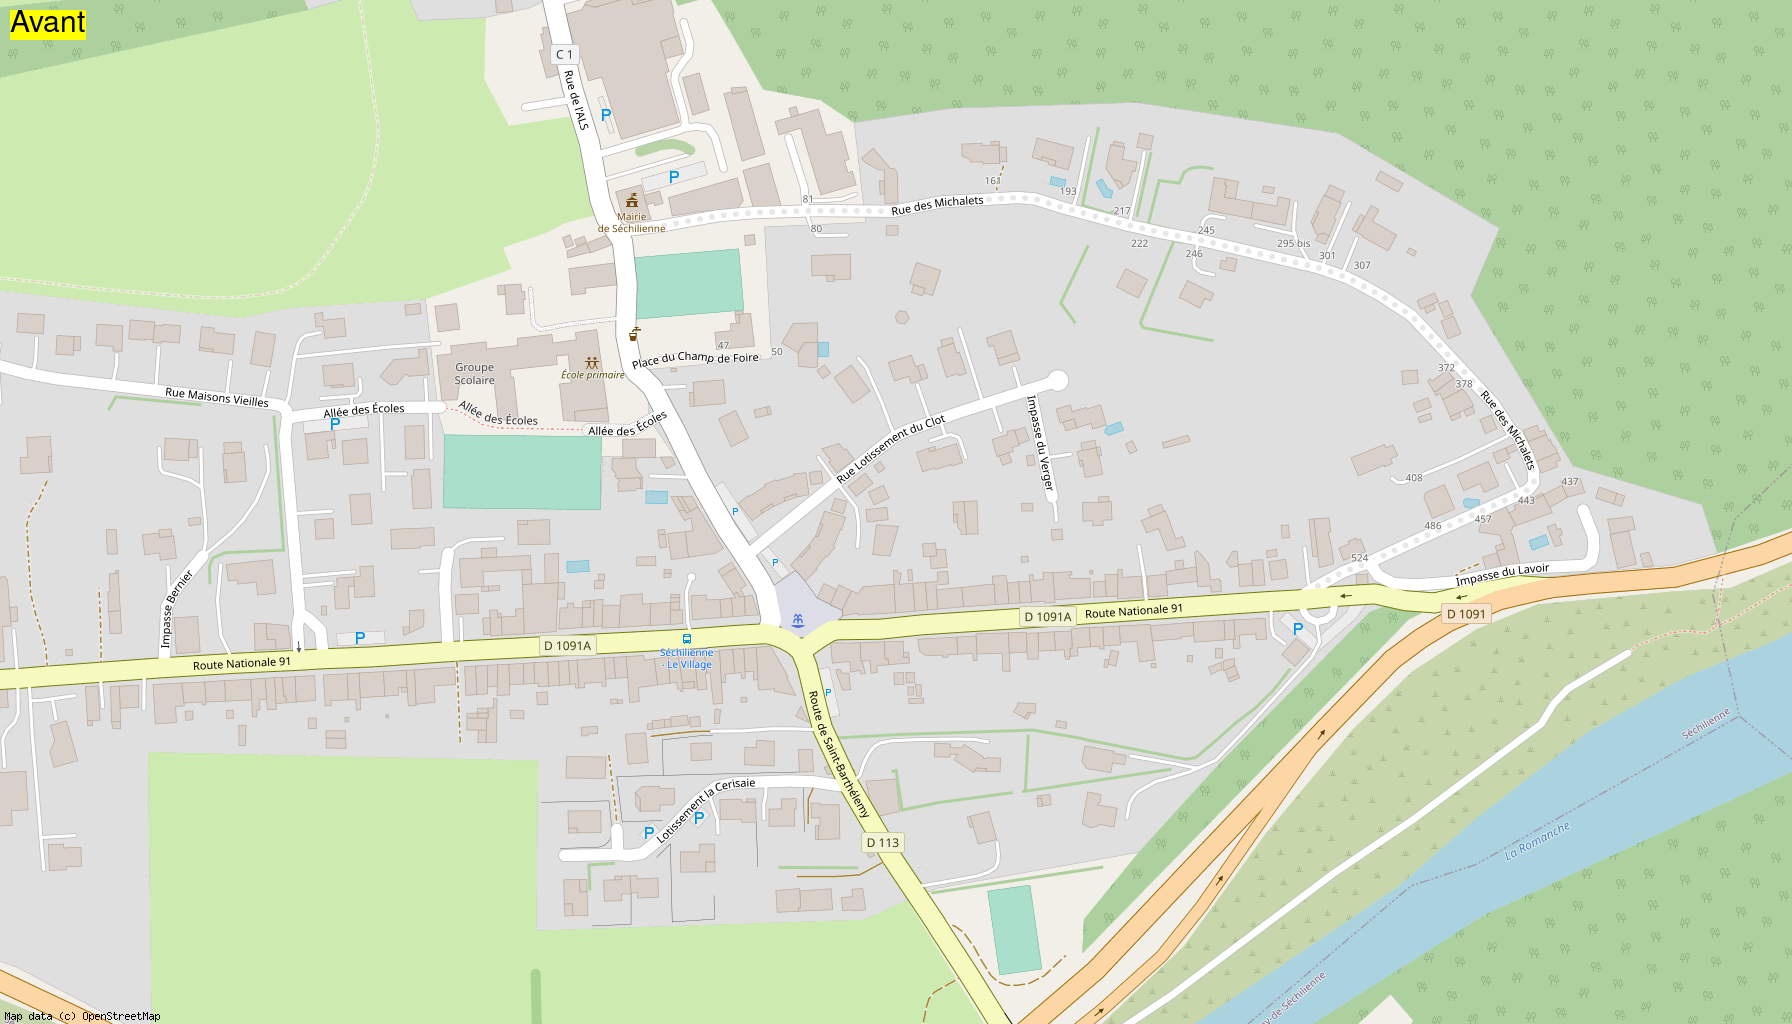 Avant
C 1
Rue de l'ALS
P
P
Mairie
de Séchilienne
81
80
Rue des Michalets
161
193
217
222
245
246
295 bis
301
307
47
50
Place du Champ de Foire
Groupe
Scolaire
École primaire
372
378
Rue des Michalets
Rue Maisons Vieilles
Allée des Écoles
P
Allée des Écoles
Allée des Écoles
Rue Lotissement du Clot
Impasse du Verger
408
437
443
457
486
524
P
P
Impasse Bernier
Impasse du Lavoir
D 1091A
Route Nationale 91
D 1091
P
P
Route Nationale 91
D 1091A
Séchilienne
- Le Village
P
Route de Saint-Barthélemy
Lotissement la Cerisaie
P
P
D 113
Séchilienne
La Romanche
ay-de-Séchilienne
Map data (c) OpenStreetMap